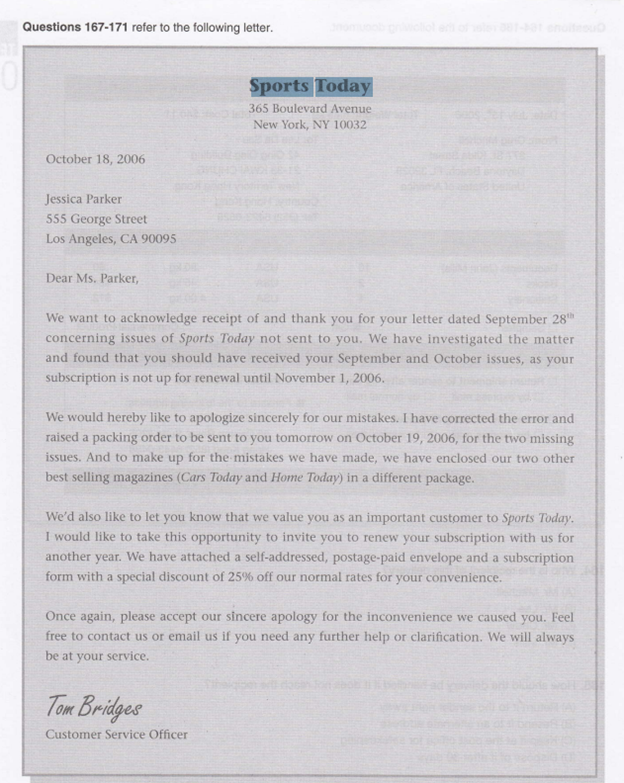 Questions 167-171 refer to the following letter.
Sports Today
365 Boulevard Avenue
New York, NY 10032
October 18, 2006
Jessica Parker
555 George Street
Los Angeles, CA 90095
Dear Ms. Parker,
We want to acknowledge receipt of and thank you for your letter dated September 28th
concerning issues of Sports Today not sent to you. We have investigated the matter
and found that you should have received your September and October issues, as your
subscription is not up for renewal until November 1, 2006.
We would hereby like to apologize sincerely for our mistakes. I have corrected the error and
raised a packing order to be sent to you tomorrow on October 19, 2006, for the two missing
issues. And to make up for the mistakes we have made, we have enclosed our two other
best selling magazines (Cars Today and Home Today) in a different package.
We'd also like to let you know that we value you as an important customer to Sports Today.
I would like to take this opportunity to invite you to renew your subscription with us for
another year. We have attached a self-addressed, postage-paid envelope and a subscription
form with a special discount of 25% off our normal rates for your convenience.
Once again, please accept our sincere apology for the inconvenience we caused you. Feel
free to contact us or email us if you need any further help or clarification. We will always
be at your service.
Tom Bridges
Customer Service Officer